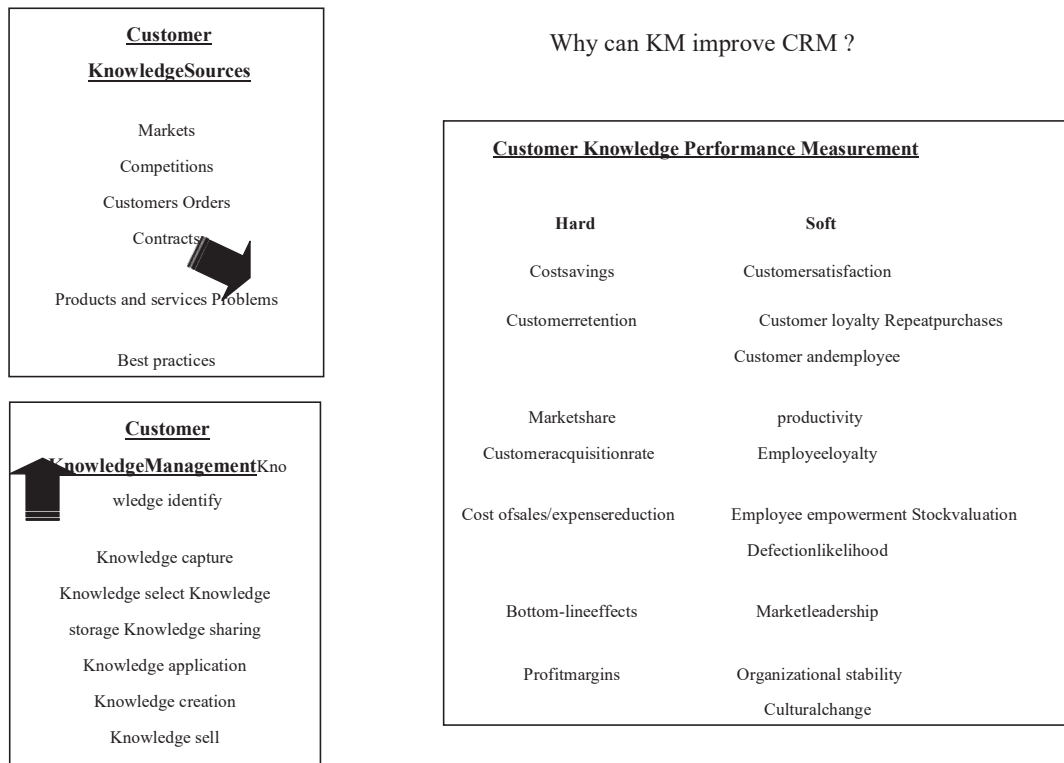 Customer
KnowledgeSources
Markets
Competitions
Customers Orders
Contracts
Products and services Problems
Best practices
Customer
KnowledgeManagementKno
wledge identify
Knowledge capture
Knowledge select Knowledge
storage Knowledge sharing
Knowledge application
Knowledge creation
Knowledge sell
Why can KM improve CRM ?
Customer Knowledge Performance Measurement
Hard Soft
Costsavings Customersatisfaction
Customerretention Customer loyalty Repeatpurchases
Customer andemployee
Marketshare productivity
Customeracquisitionrate Employeeloyalty
Cost ofsales/expensereduction Employee empowerment Stockvaluation
Defectionlikelihood
Bottom-lineeffects Marketleadership
Profitmargins Organizational stability
Culturalchange